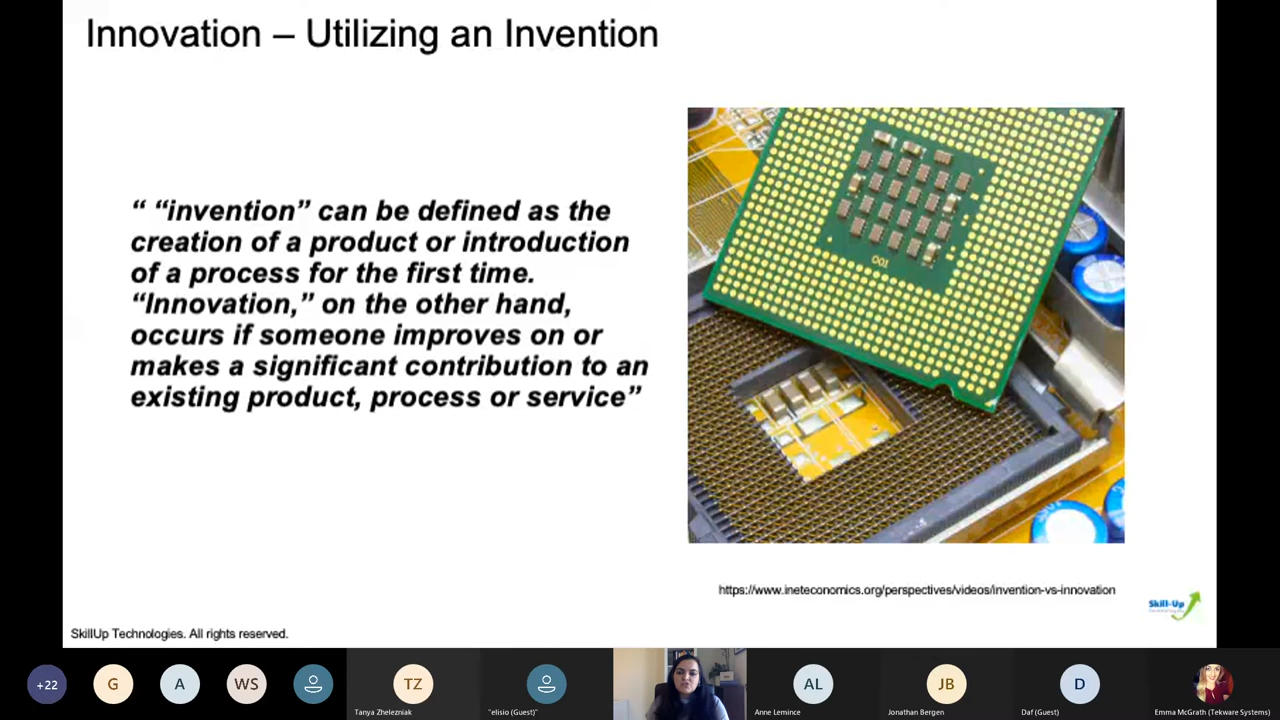 Innovation – Utilizing an Invention
“ “invention” can be defined as the
creation of a product or introduction
of a process for the first time.
“Innovation,” on the other hand,
occurs if someone improves on or
makes a significant contribution to an
existing product, process or service”
001
https://www.ineteconomics.org/perspectives/videos/invention-vs-innovation
Skill-Up
SkillUp Technologies. All rights reserved.
+22
G
A
WS
TZ
AL
JB
D
Tanya Zhelezniak
"elisio (Guest)"
Anne Lemince
Jonathan Bergen
Daf (Guest)
Emma McGrath (Tekware Systems)